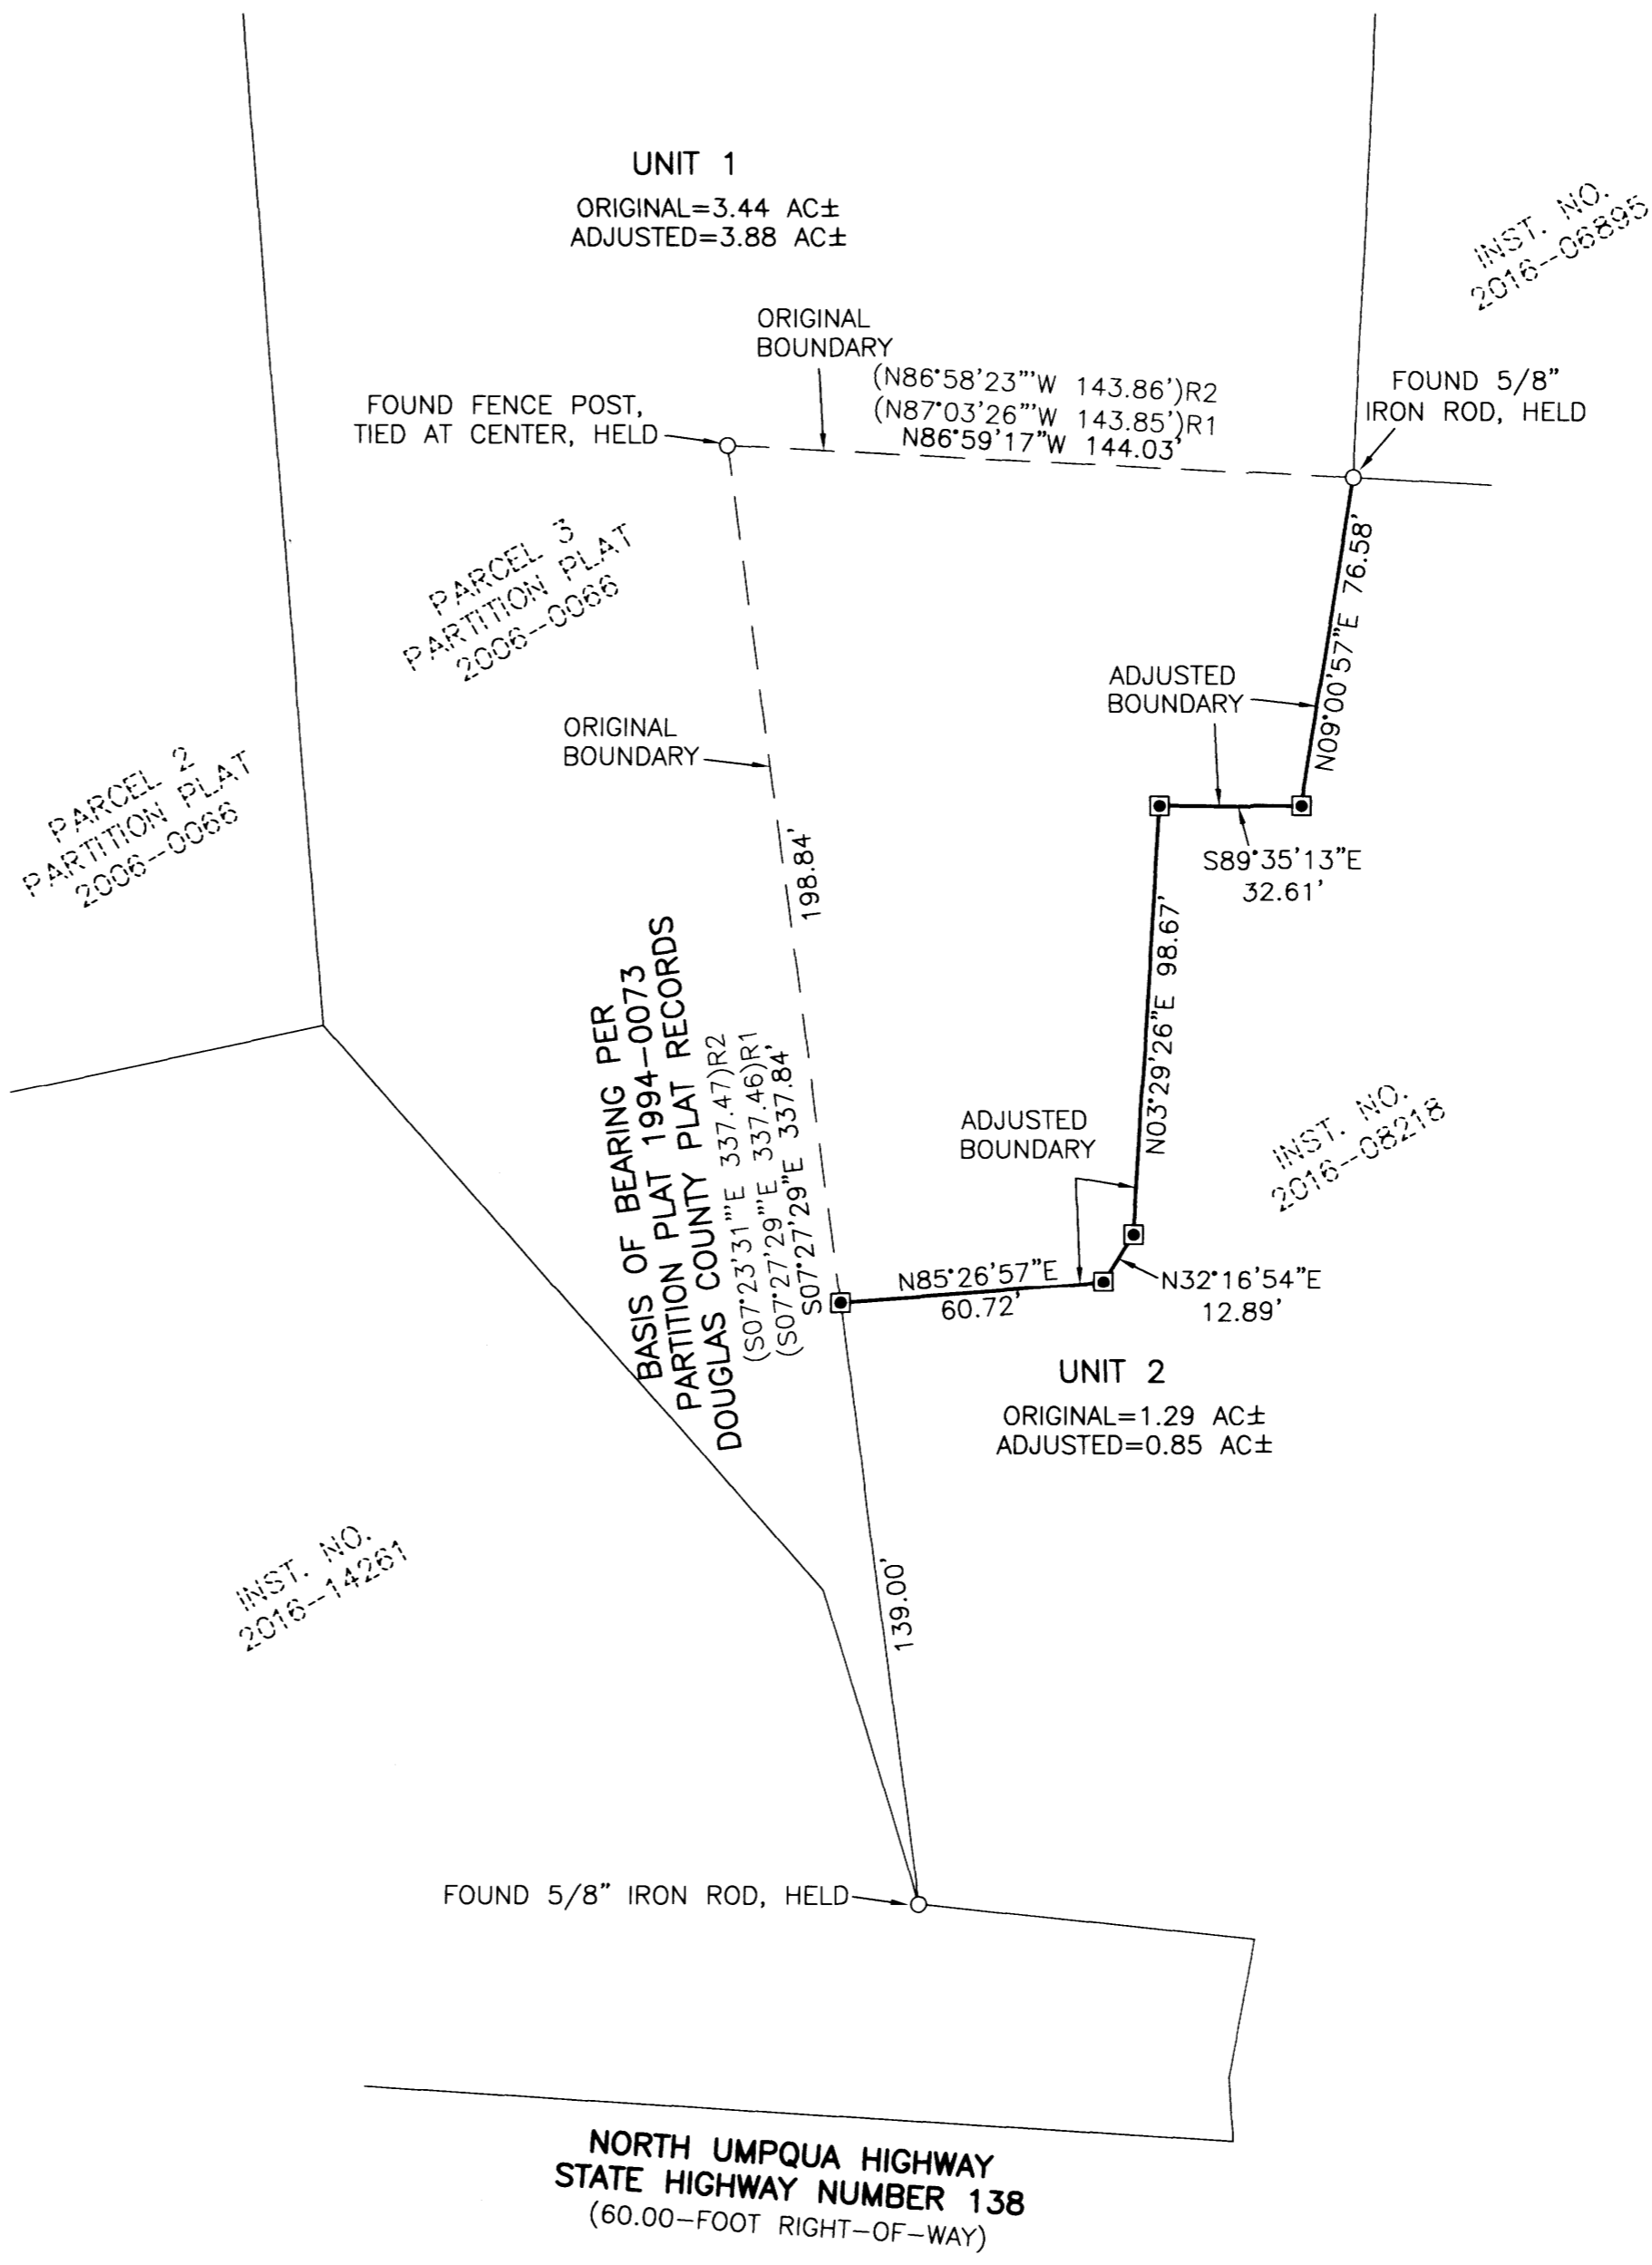 UNIT 1
ORIGINAL=3.44 AC±
ADJUSTED=3.88 AC±
INST. NO.
2016-06895
ORIGINAL
BOUNDARY
(N86°58'23"'W 143.86')R2
(N87°03'26"'W 143.85')R1
N86°59'17"W 144.03'
FOUND 5/8"
IRON ROD, HELD
FOUND FENCE POST,
TIED AT CENTER, HELD
PARCEL 3
PARTITION PLAT
2006-0066
N09°00'57"E 76.58'
ADJUSTED
BOUNDARY
ORIGINAL
BOUNDARY
PARCEL 2
PARTITION PLAT
2006-0066
198.84'
S89°35'13"E
32.61'
N03°29'26"E 98.67'
BASIS OF BEARING PER
PARTITION PLAT 1994-0073
DOUGLAS COUNTY PLAT RECORDS
(S07°23'31"'E 337.47)R2
(S07°27'29"'E 337.46)R1
S07°27'29"E 337.84'
ADJUSTED
BOUNDARY
INST. NO.
2016-08218
N85°26'57"E
60.72'
N32°16'54"E
12.89'
UNIT 2
ORIGINAL=1.29 AC±
ADJUSTED=0.85 AC±
INST. NO.
2016-14261
139.00'
FOUND 5/8" IRON ROD, HELD
NORTH UMPQUA HIGHWAY
STATE HIGHWAY NUMBER 138
(60.00-FOOT RIGHT-OF-WAY)